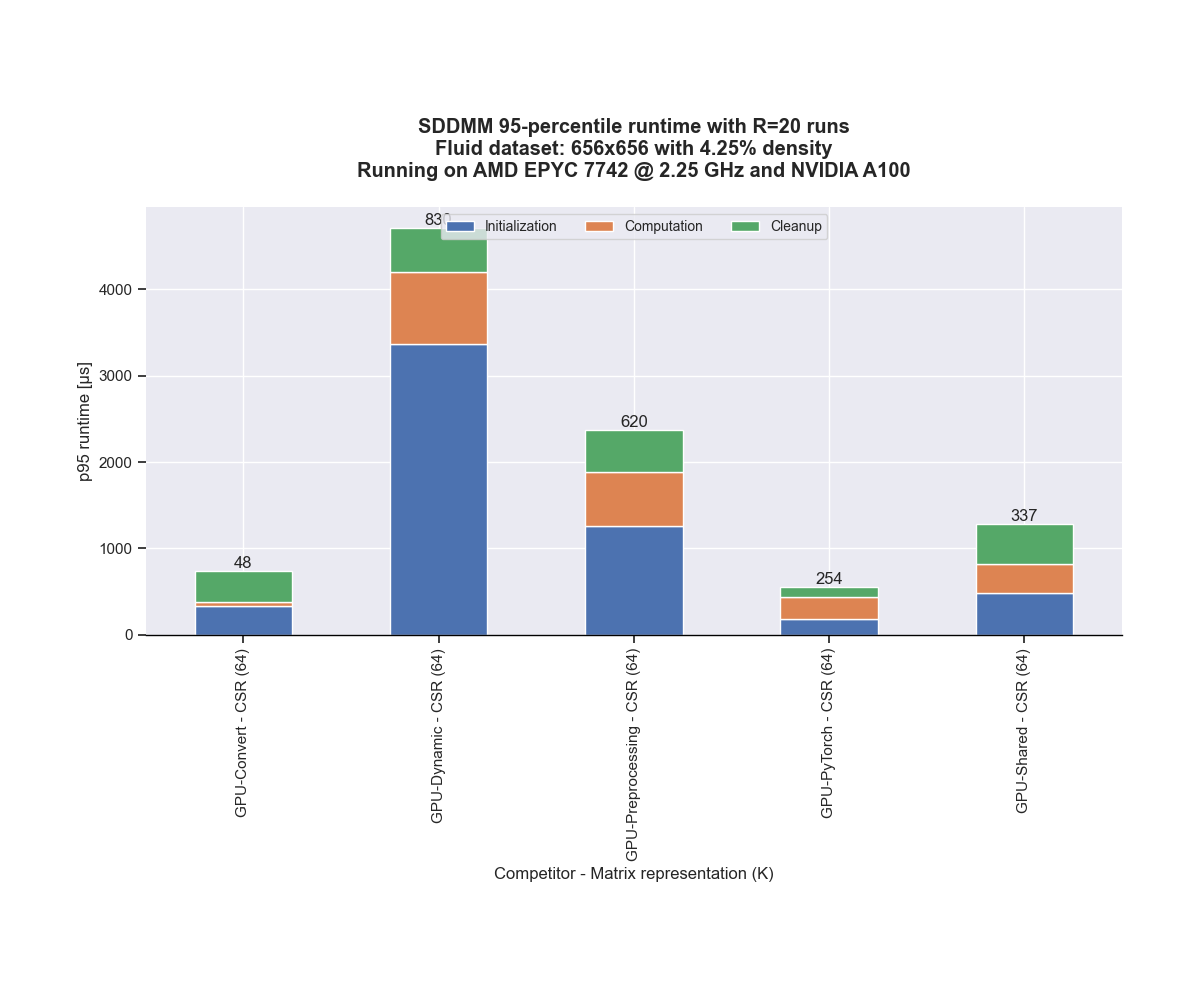 SDDMM 95-percentile runtime with R=20 runs
Fluid dataset: 656x656 with 4.25% density
Running on AMD EPYC 7742 @ 2.25 GHz and NVIDIA A100
Initialization Computation Cleanup
830
620
48
254
337
p95 runtime [µs]
4000
3000
2000
1000
0
GPU-Convert - CSR (64)
GPU-Dynamic - CSR (64)
GPU-Preprocessing - CSR (64)
GPU-PyTorch - CSR (64)
GPU-Shared - CSR (64)
Competitor - Matrix representation (K)